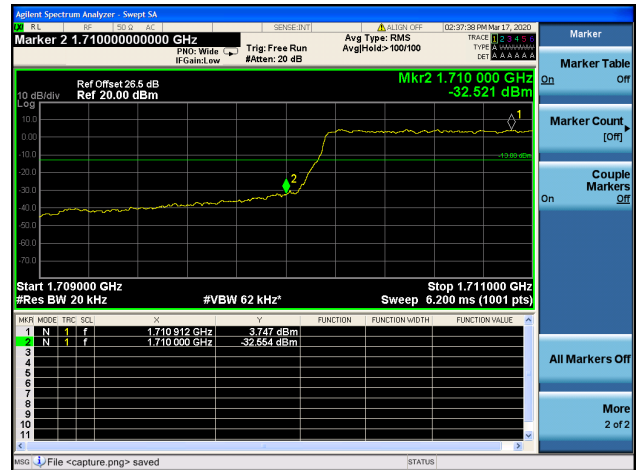 Agilent Spectrum Analyzer - Swept SA
RL RF 50 Ω AC SENSE:INT ALIGN OFF 02:37:38 PM Mar 17, 2020
Marker 2 1.710000000000 GHz
PNO: Wide
IFGain:Low
Trig: Free Run
#Atten: 20 dB
Avg Type: RMS
Avg|Hold:>100/100
TRACE 1 2 3 4 5 6
TYPE A
DET A A A A A A
Ref Offset 26.5 dB
Ref 20.00 dBm
10 dB/div
Log
Mkr2 1.710 000 GHz
-32.521 dBm
10.0
0.00
-10.0
-20.0
-30.0
-40.0
-50.0
-60.0
-70.0
1
2
-13.00 dBm
Start 1.709000 GHz Stop 1.711000 GHz
#Res BW 20 kHz #VBW 62 kHz* Sweep 6.200 ms (1001 pts)
MKR MODE TRC SCL X Y FUNCTION FUNCTION WIDTH FUNCTION VALUE
1 N 1 f 1.710 912 GHz 3.747 dBm
2 N 1 f 1.710 000 GHz -32.554 dBm
3
4
5
6
7
8
9
10
11
MSG File <capture.png> saved STATUS
Marker
Marker Table
On Off
Marker Count
[Off]
Couple
Markers
On Off
All Markers Off
More
2 of 2